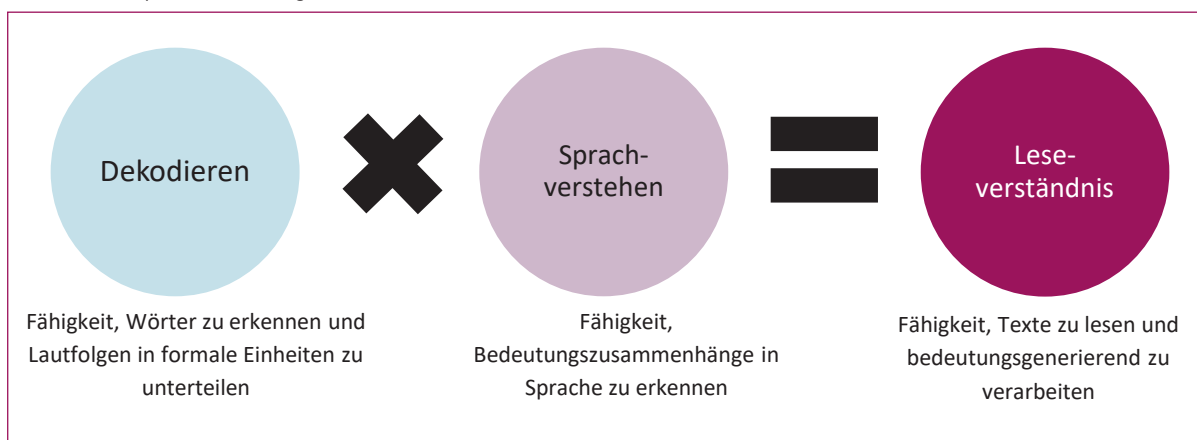 Dekodieren
Sprach-
verstehen
Lese-
verständnis
Fähigkeit, Wörter zu erkennen und
Lautfolgen in formale Einheiten zu
unterteilen
Fähigkeit,
Bedeutungszusammenhänge in
Sprache zu erkennen
Fähigkeit, Texte zu lesen und
bedeutungsgenerierend zu
verarbeiten